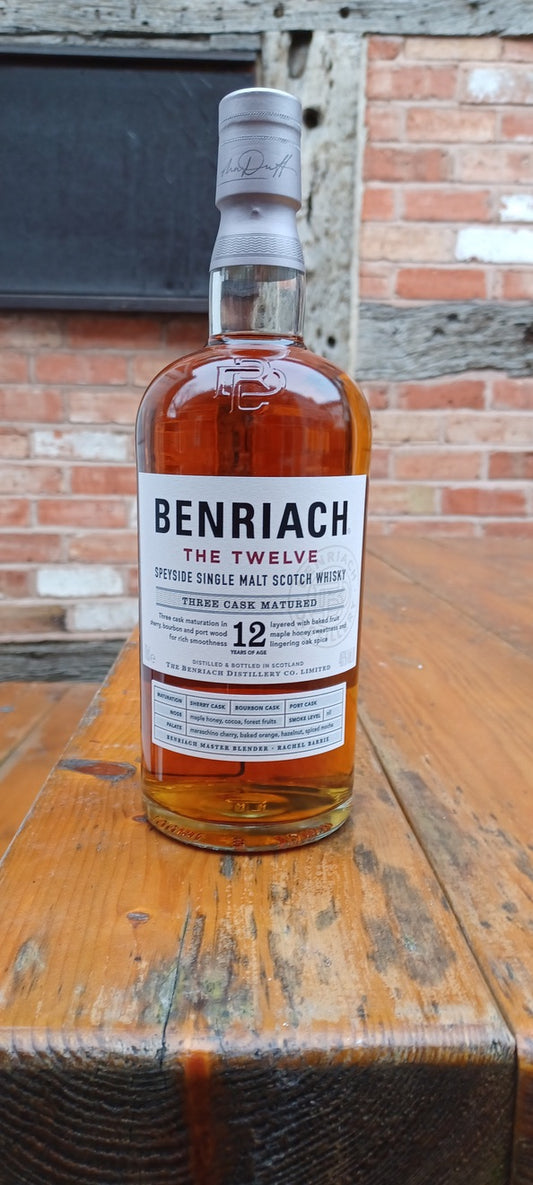 BENRIACH
THE TWELVE
SPEYSIDE SINGLE MALT SCOTCH WHISKY
THREE CASK MATURED
Three cask maturation in
sherry, bourbon and port wood
for rich smoothness
12
YEARS OF AGE
layered with baked fruit
maple honey sweetness and
lingering oak spice
DISTILLED & BOTTLED IN SCOTLAND
THE BENRIACH DISTILLERY CO. LIMITED
MATURATION SHERRY CASK BOURBON CASK PORT CASK
NOSE maple honey, cocoa, forest fruits SMOKE LEVEL nil
PALATE maraschino cherry, baked orange, hazelnut, spiced mocha
BENRIACH MASTER BLENDER - RACHEL BARRIE